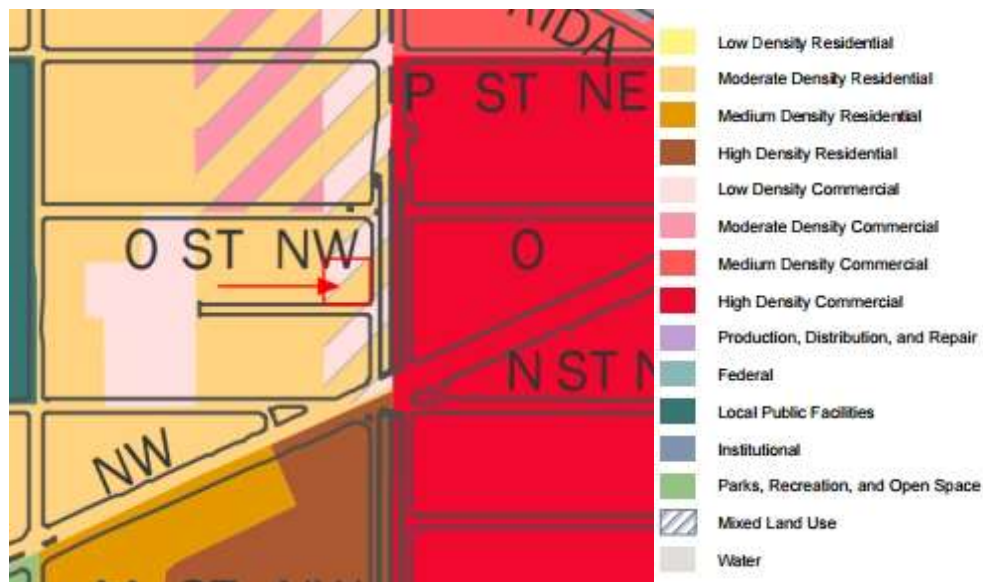 RIDA
P ST NE
O ST NW
O
N ST N
NW
Low Density Residential
Moderate Density Residential
Medium Density Residential
High Density Residential
Low Density Commercial
Moderate Density Commercial
Medium Density Commercial
High Density Commercial
Production, Distribution, and Repair
Federal
Local Public Facilities
Institutional
Parks, Recreation, and Open Space
Mixed Land Use
Water